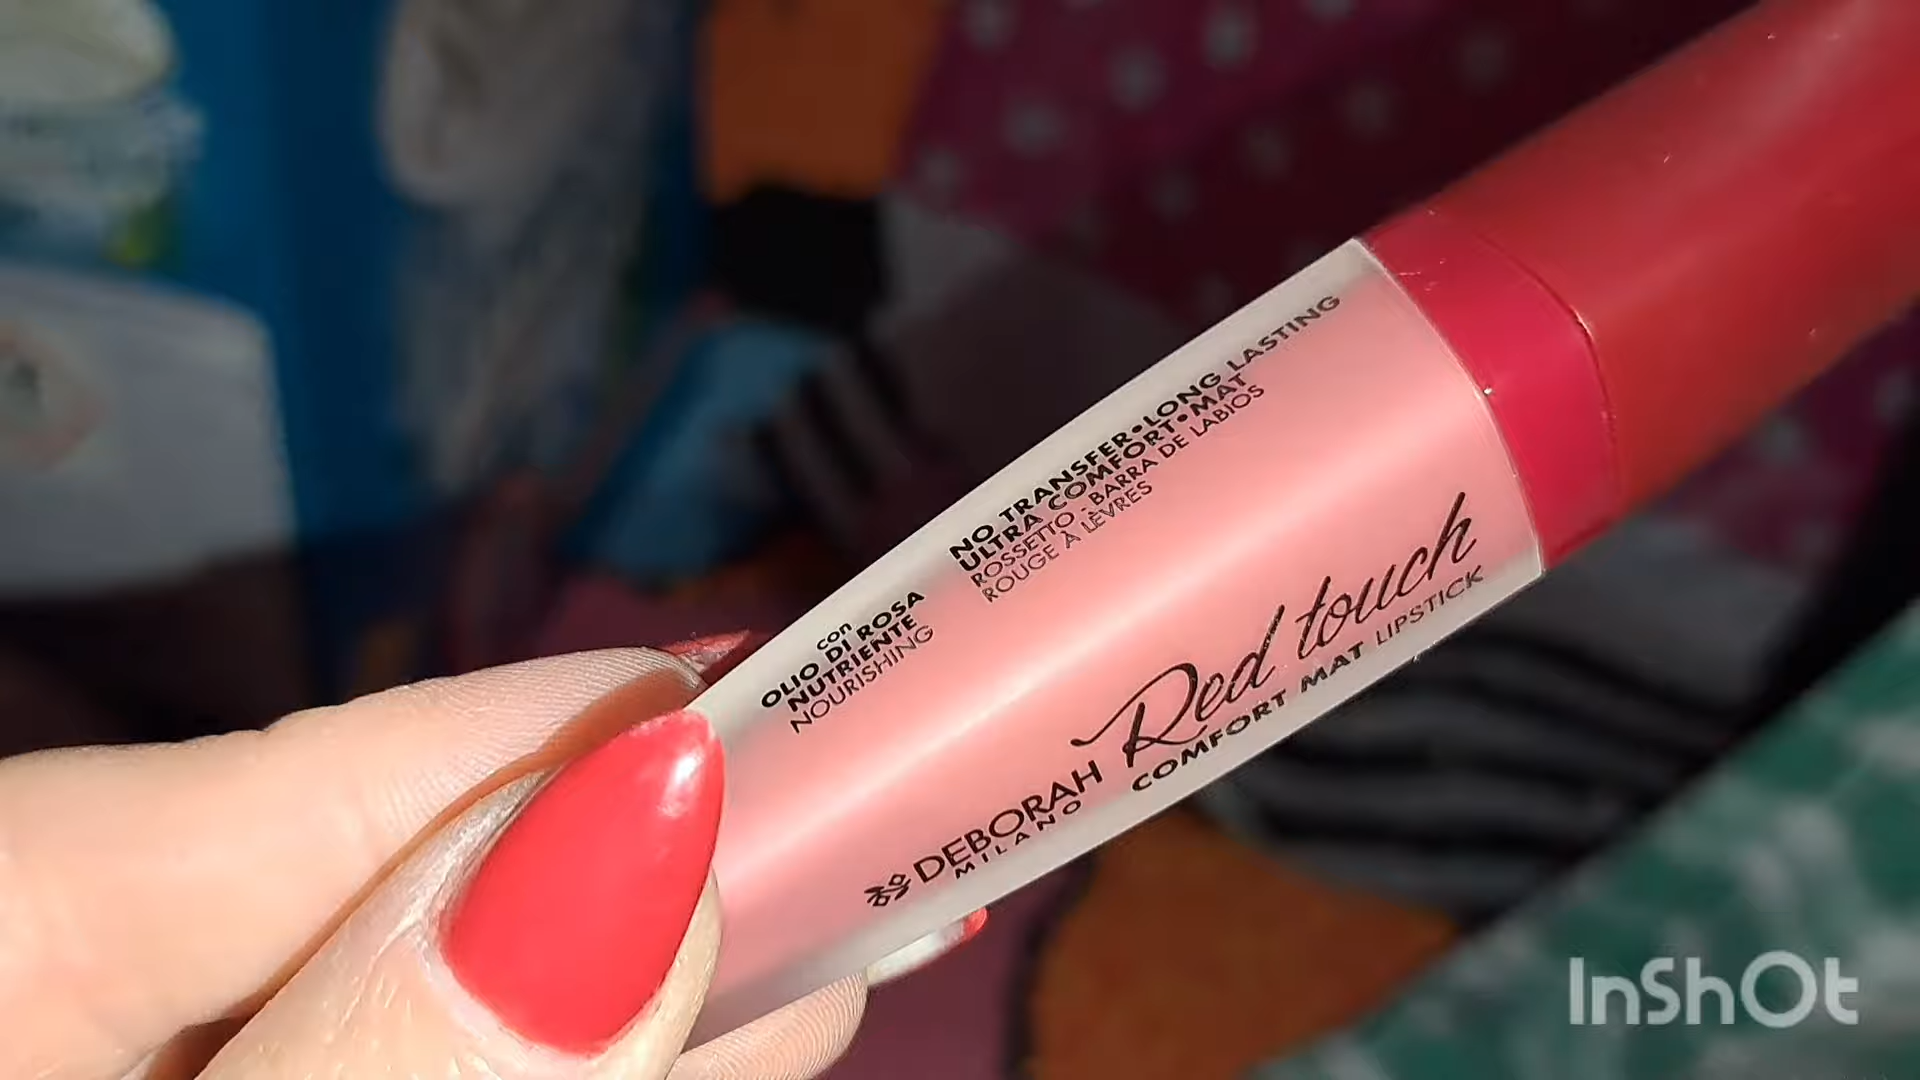 NO TRANSFER•LONG LASTING
ULTRA COMFORT•MAT
ROSSETTO - BARRA DE LABIOS
ROUGE À LÈVRES
con
OLIO DI ROSA
NUTRIENTE
NOURISHING
Red touch
COMFORT MAT LIPSTICK
DEBORAH
MILANO
InShOt